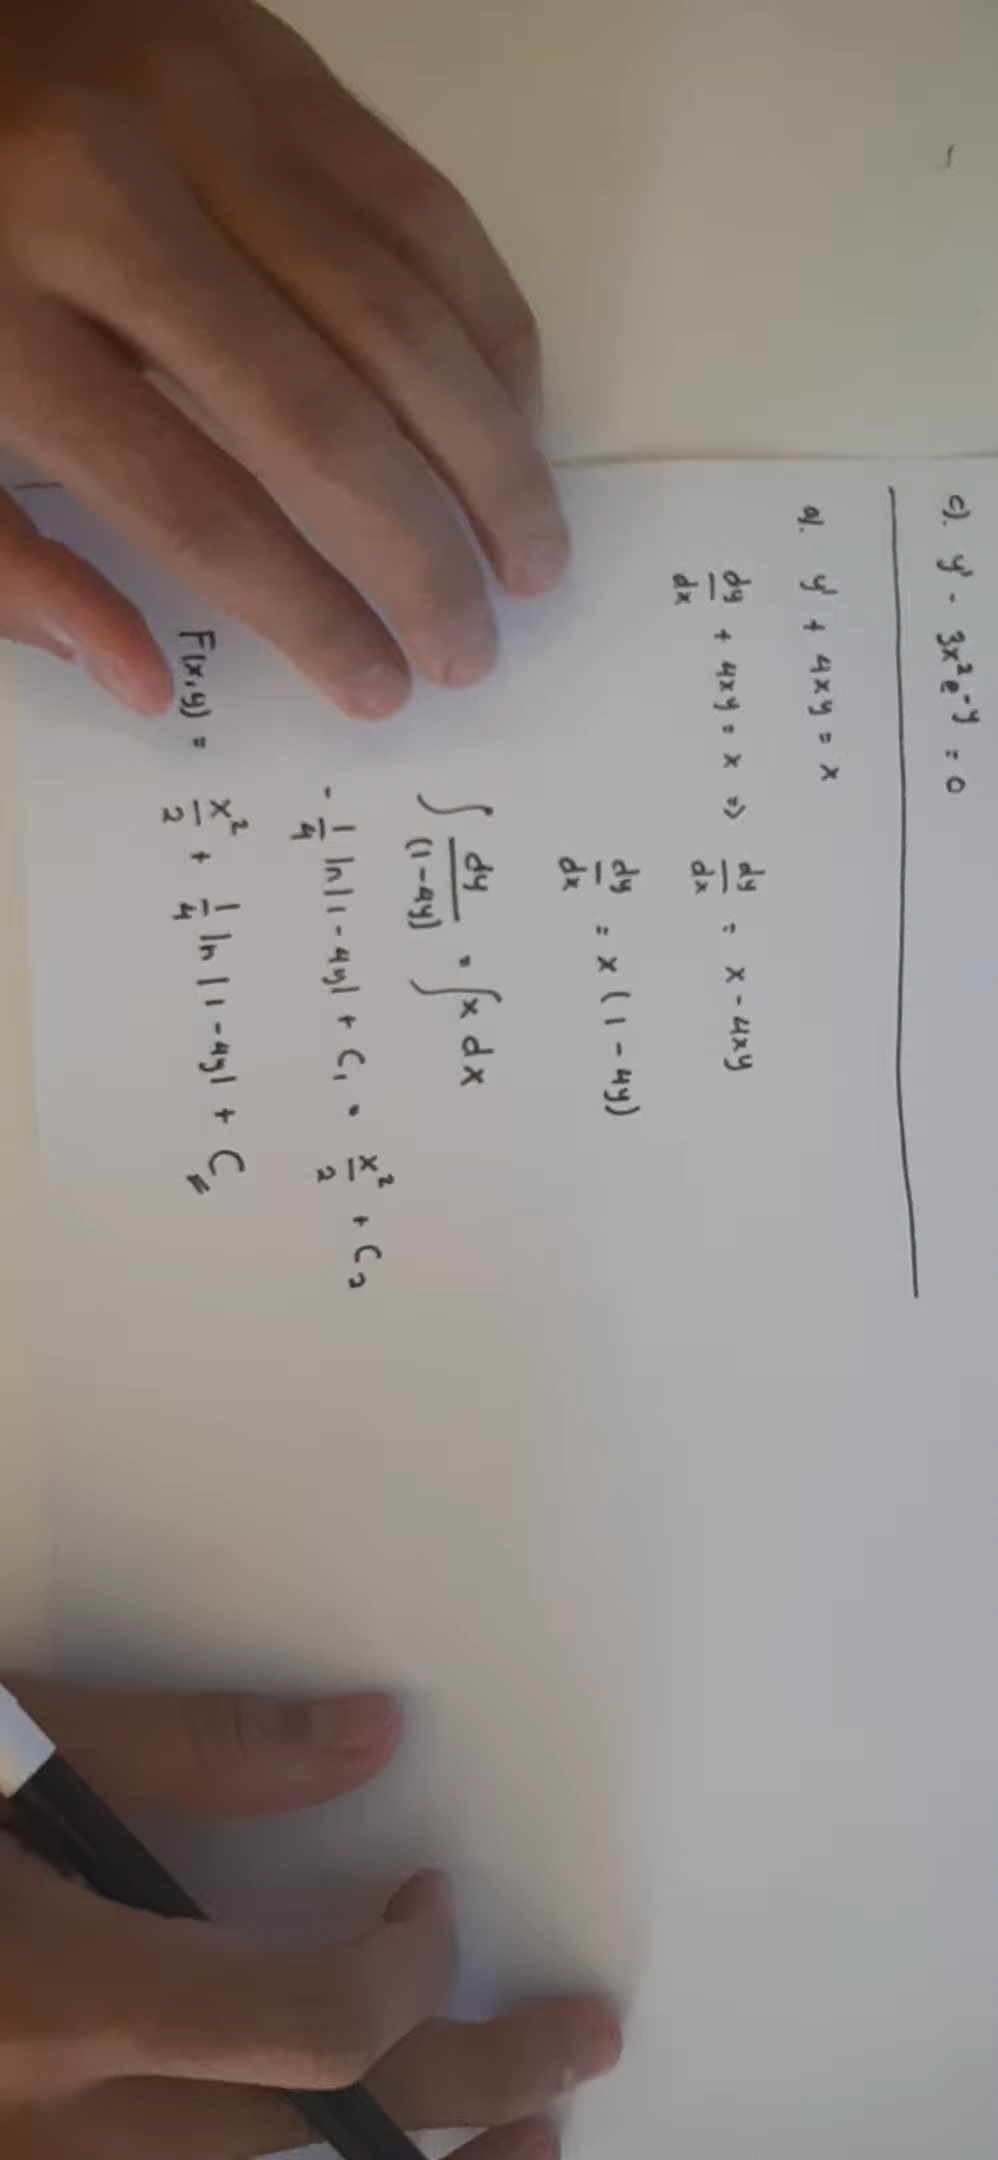 c). y' - 3x²e^-y = 0
a). y' + 4xy = x
dy/dx + 4xy = x => dy/dx = x - 4xy
dy/dx = x (1 - 4y)
∫ dy/(1-4y) = ∫ x dx
- 1/4 ln|1 - 4y| + C₁ = x²/2 + C₂
F(x,y) = x²/2 + 1/4 ln|1 - 4y| + C